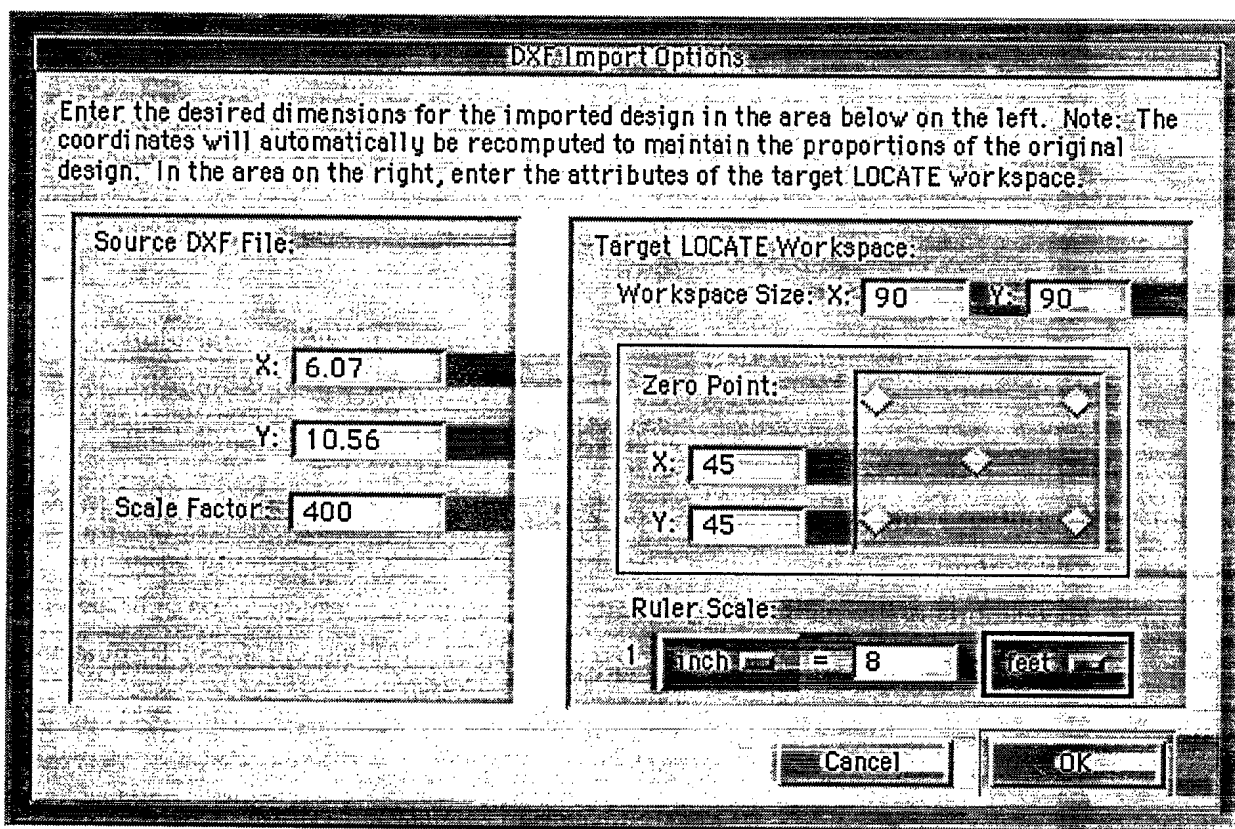 DXF Import Options
Enter the desired dimensions for the imported design in the area below on the left. Note: The
coordinates will automatically be recomputed to maintain the proportions of the original
design. In the area on the right, enter the attributes of the target LOCATE workspace.
Source DXF File:
X: 6.07
Y: 10.56
Scale Factor: 400
Target LOCATE Workspace:
Workspace Size: X: 90 Y: 90
Zero Point:
X: 45
Y: 45
Ruler Scale:
1 inch = 8 feet
Cancel OK